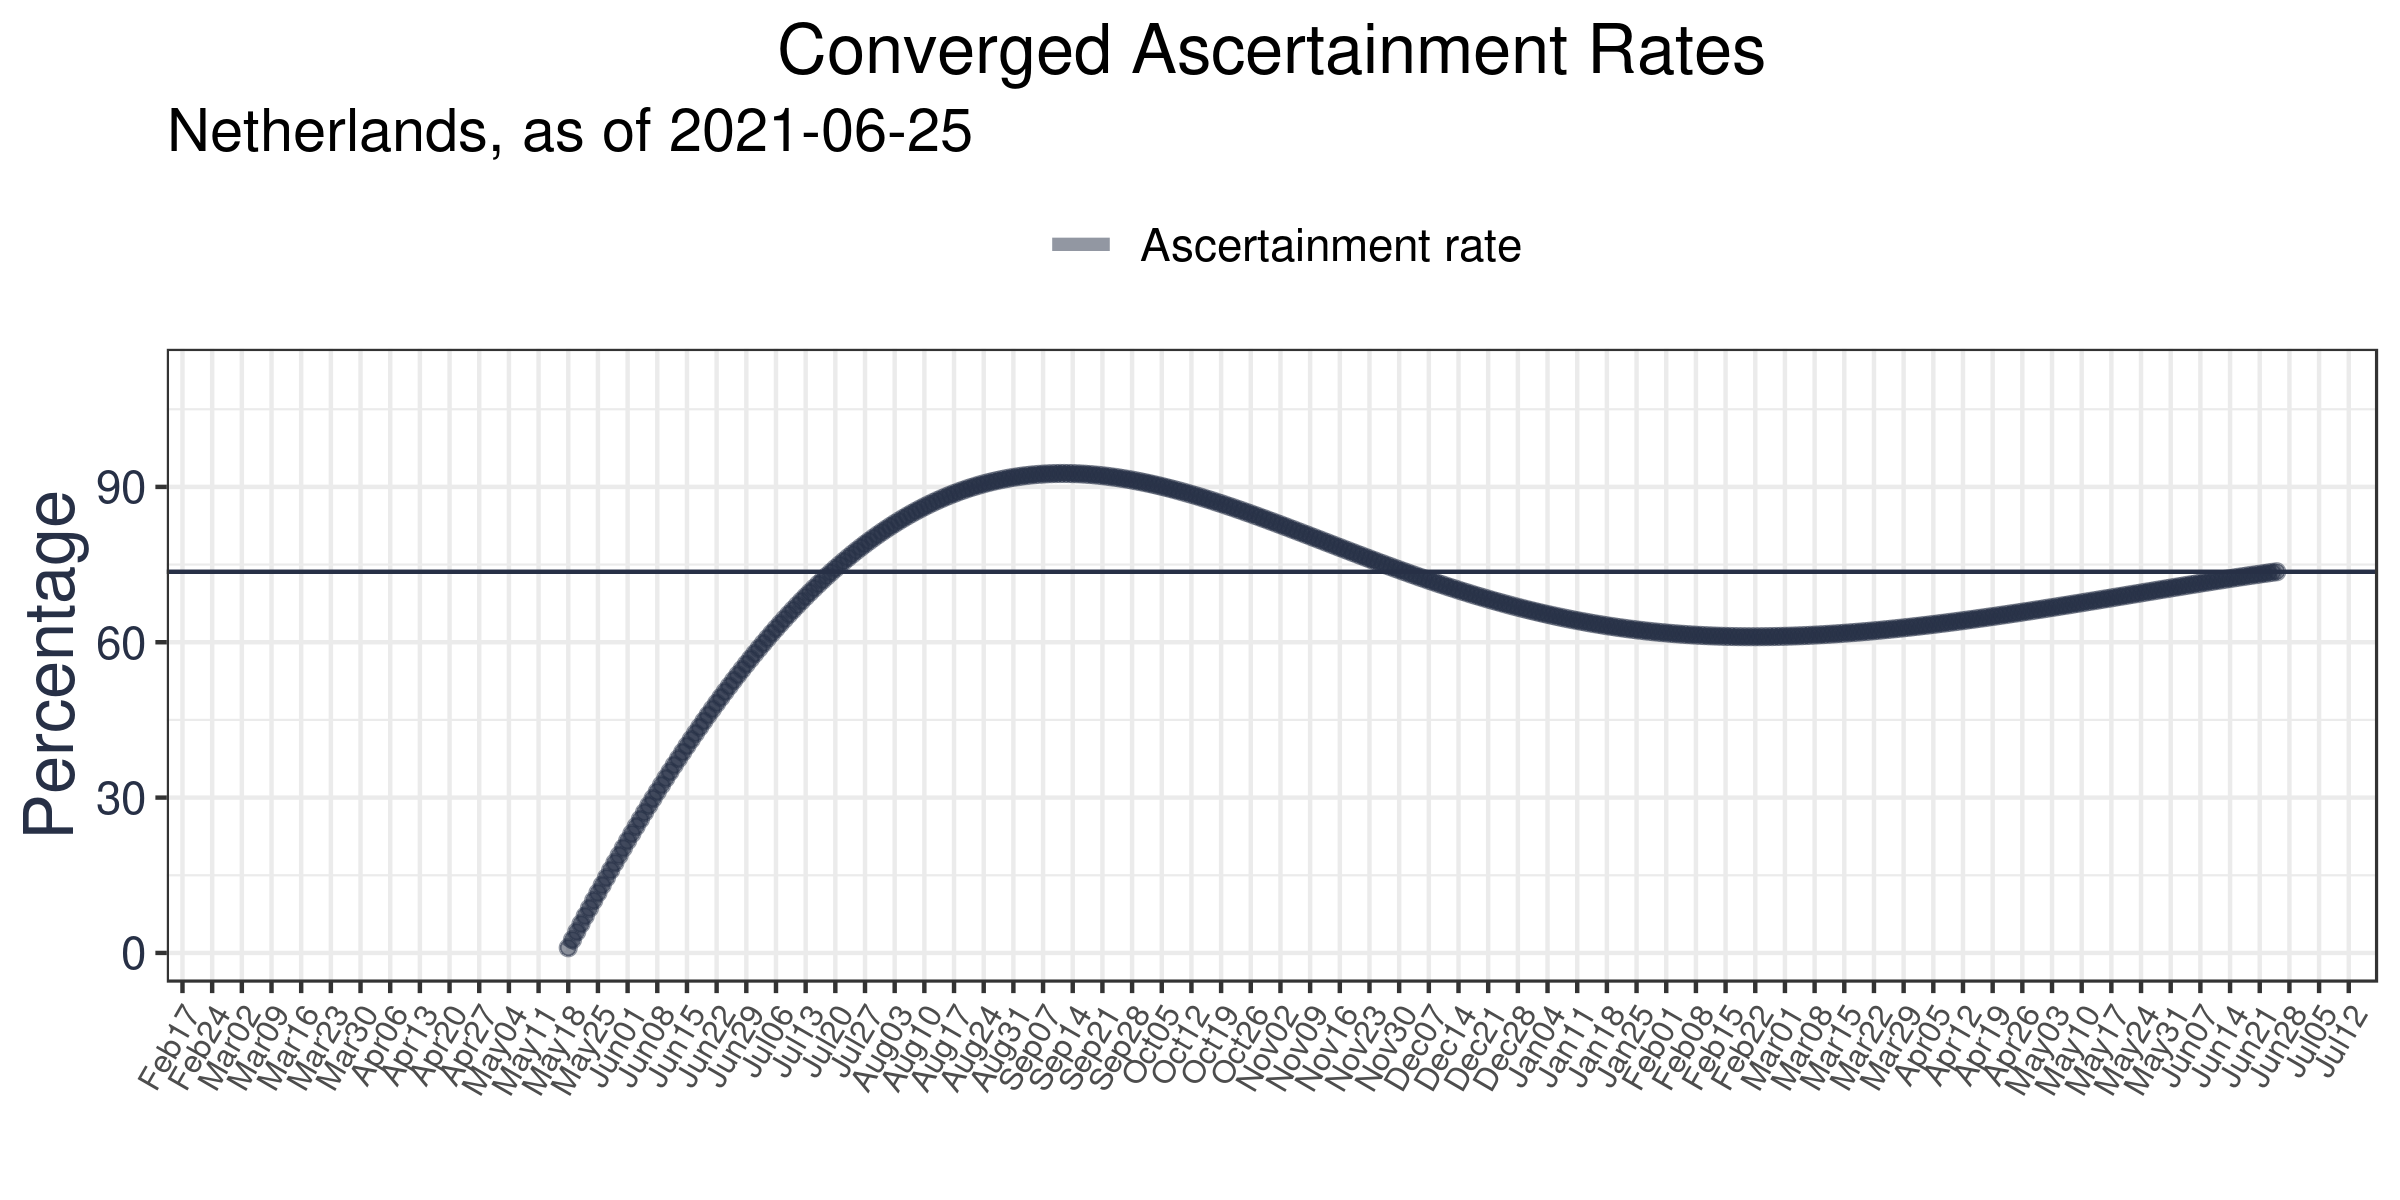 Converged Ascertainment Rates
Netherlands, as of 2021-06-25
Ascertainment rate
Percentage
90
60
30
0
Feb17 Feb24 Mar02 Mar09 Mar16 Mar23 Mar30 Apr06 Apr13 Apr20 Apr27 May04 May11 May18 May25 Jun01 Jun08 Jun15 Jun22 Jun29 Jul06 Jul13 Jul20 Jul27 Aug03 Aug10 Aug17 Aug24 Aug31 Sep07 Sep14 Sep21 Sep28 Oct05 Oct12 Oct19 Oct26 Nov02 Nov09 Nov16 Nov23 Nov30 Dec07 Dec14 Dec21 Dec28 Jan04 Jan11 Jan18 Jan25 Feb01 Feb08 Feb15 Feb22 Mar01 Mar08 Mar15 Mar22 Mar29 Apr05 Apr12 Apr19 Apr26 May03 May10 May17 May24 May31 Jun07 Jun14 Jun21 Jun28 Jul05 Jul12